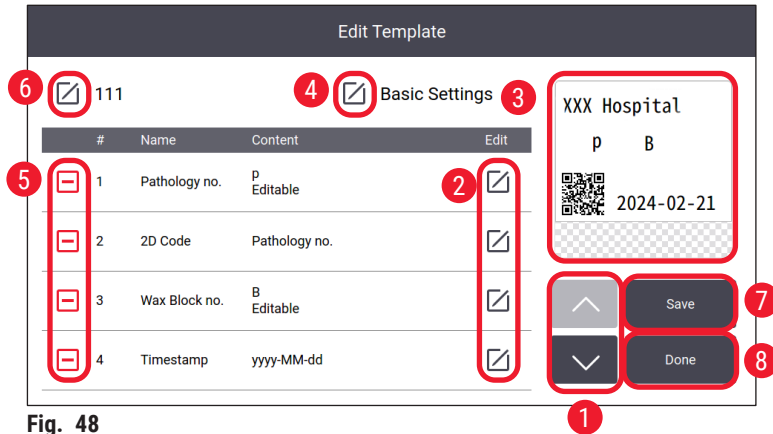 Edit Template
6 111 4 Basic Settings 3
# Name Content Edit
5 1 Pathology no. p 2
Editable
2 2D Code Pathology no.
3 Wax Block no. B
Editable
4 Timestamp yyyy-MM-dd
XXX Hospital
p B
2024-02-21
Save 7
Done 8
1
Fig. 48